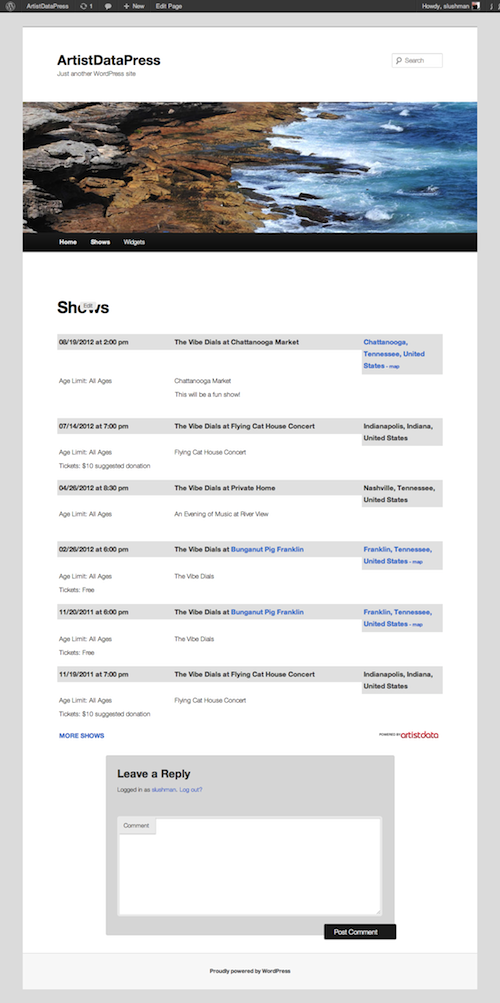 ArtistDataPress 1 + New Edit Page Howdy, elushman
ArtistDataPress
Search
Just another WordPress site
Home Shows Widgets
Shows
Edit
08/19/2012 at 2:00 pm The Vibe Dials at Chattanooga Market Chattanooga,
Tennessee, United
States - map
Age Limit: All Ages Chattanooga Market
This will be a fun show!
07/14/2012 at 7:00 pm The Vibe Dials at Flying Cat House Concert Indianapolis, Indiana,
United States
Age Limit: All Ages Flying Cat House Concert
Tickets: $10 suggested donation
04/26/2012 at 8:30 pm The Vibe Dials at Private Home Nashville, Tennessee,
United States
Age Limit: All Ages An Evening of Music at River View
02/26/2012 at 6:00 pm The Vibe Dials at Bunganut Pig Franklin Franklin, Tennessee,
United States - map
Age Limit: All Ages The Vibe Dials
Tickets: Free
11/20/2011 at 6:00 pm The Vibe Dials at Bunganut Pig Franklin Franklin, Tennessee,
United States - map
Age Limit: All Ages The Vibe Dials
Tickets: Free
11/19/2011 at 7:00 pm The Vibe Dials at Flying Cat House Concert Indianapolis, Indiana,
United States
Age Limit: All Ages Flying Cat House Concert
Tickets: $10 suggested donation
MORE SHOWS POWERED BY artistdata
Leave a Reply
Logged in as elushman. Log out?
Comment
Post Comment
Proudly powered by WordPress